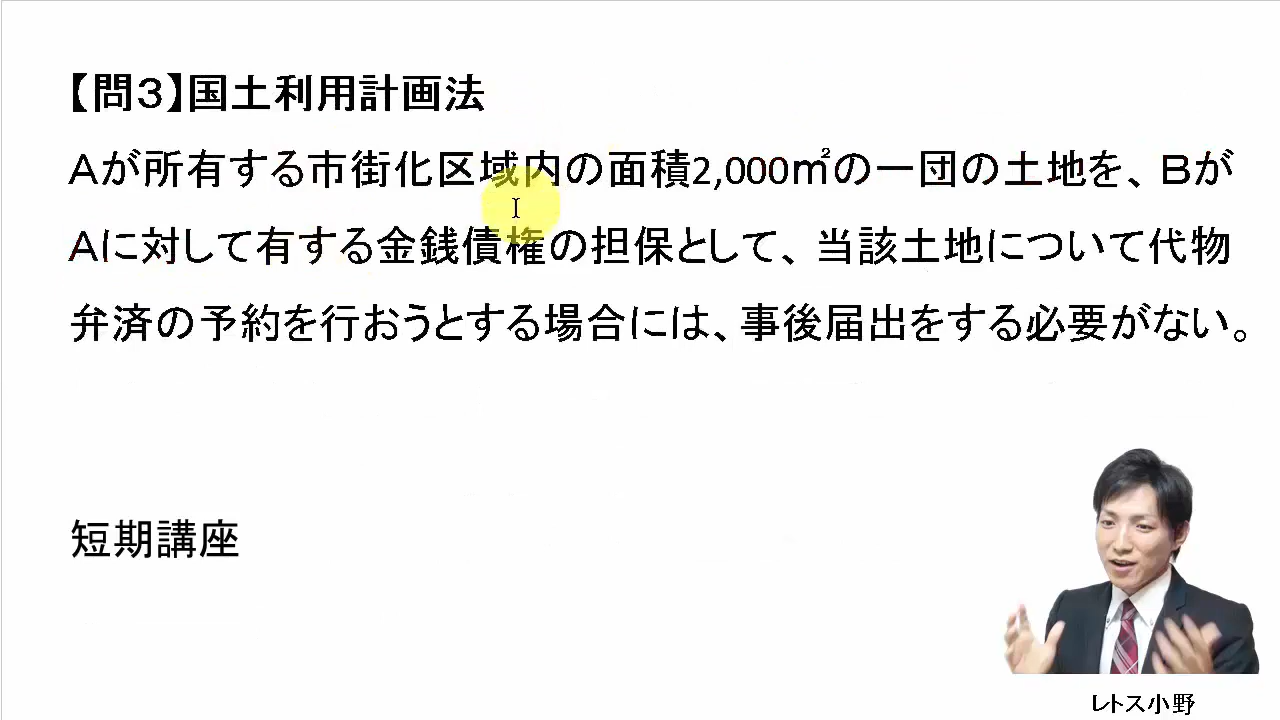 【問３】国土利用計画法
Ａが所有する市街化区域内の面積2,000㎡の一団の土地を、Ｂが
Ａに対して有する金銭債権の担保として、当該土地について代物
弁済の予約を行おうとする場合には、事後届出をする必要がない。
短期講座
レトス小野